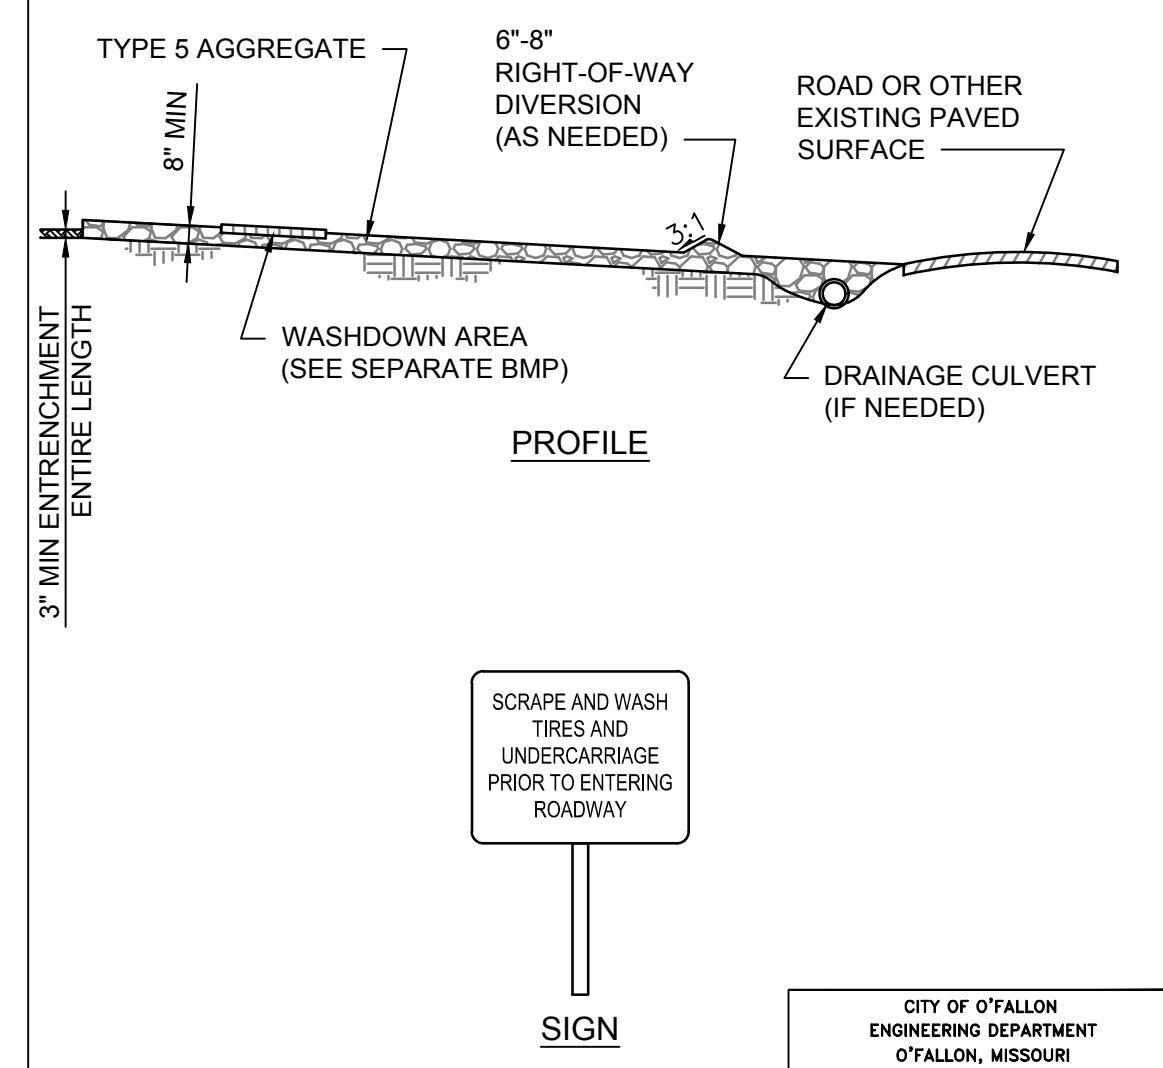 TYPE 5 AGGREGATE
6"-8"
RIGHT-OF-WAY
DIVERSION
(AS NEEDED)
ROAD OR OTHER
EXISTING PAVED
SURFACE
8" MIN
3:1
3" MIN ENTRENCHMENT
ENTIRE LENGTH
WASHDOWN AREA
(SEE SEPARATE BMP)
DRAINAGE CULVERT
(IF NEEDED)
PROFILE
SCRAPE AND WASH
TIRES AND
UNDERCARRIAGE
PRIOR TO ENTERING
ROADWAY
SIGN
CITY OF O'FALLON
ENGINEERING DEPARTMENT
O'FALLON, MISSOURI